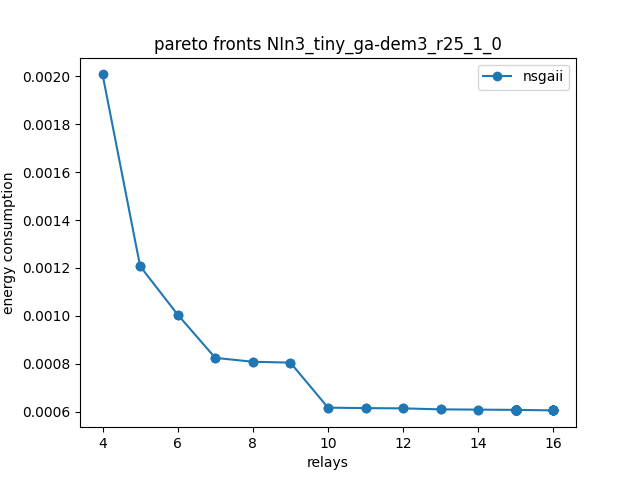 pareto fronts NIn3_tiny_ga-dem3_r25_1_0
nsgaii
energy consumption
0.0020
0.0018
0.0016
0.0014
0.0012
0.0010
0.0008
0.0006
4 6 8 10 12 14 16
relays